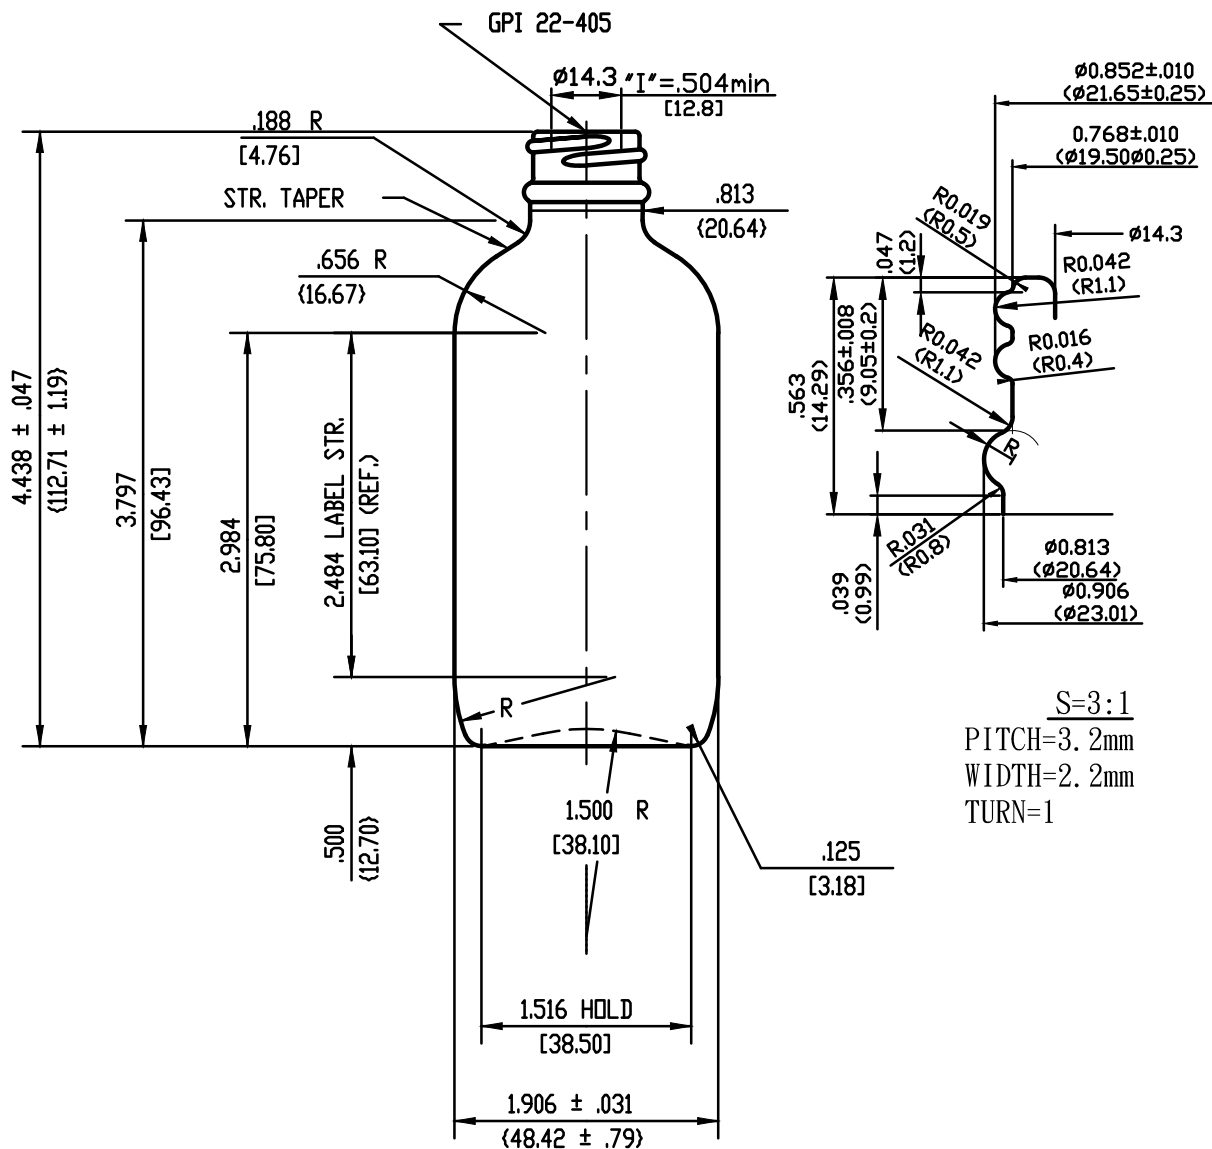 GPI 22-405
ø14.3 "I"=.504min
[12.8]
.188 R
[4.76]
STR. TAPER
.813
{20.64}
.656 R
{16.67}
4.438 ± .047
{112.71 ± 1.19}
3.797
[96.43]
2.984
[75.80]
2.484 LABEL STR.
[63.10] (REF.)
R
.500
{12.70}
1.500 R
[38.10]
.125
[3.18]
1.516 HOLD
[38.50]
1.906 ± .031
{48.42 ± .79}
ø0.852±.010
(ø21.65±0.25)
0.768±.010
(ø19.50ø0.25)
R0.019
(R0.5)
ø14.3
.047
(1.2)
R0.042
(R1.1)
R0.042
(R1.1)
R0.016
(R0.4)
.563
(14.29)
.356±.008
(9.05±0.2)
R
R.031
(R0.8)
.039
(0.99)
ø0.813
(ø20.64)
ø0.906
(ø23.01)
S=3:1
PITCH=3.2mm
WIDTH=2.2mm
TURN=1